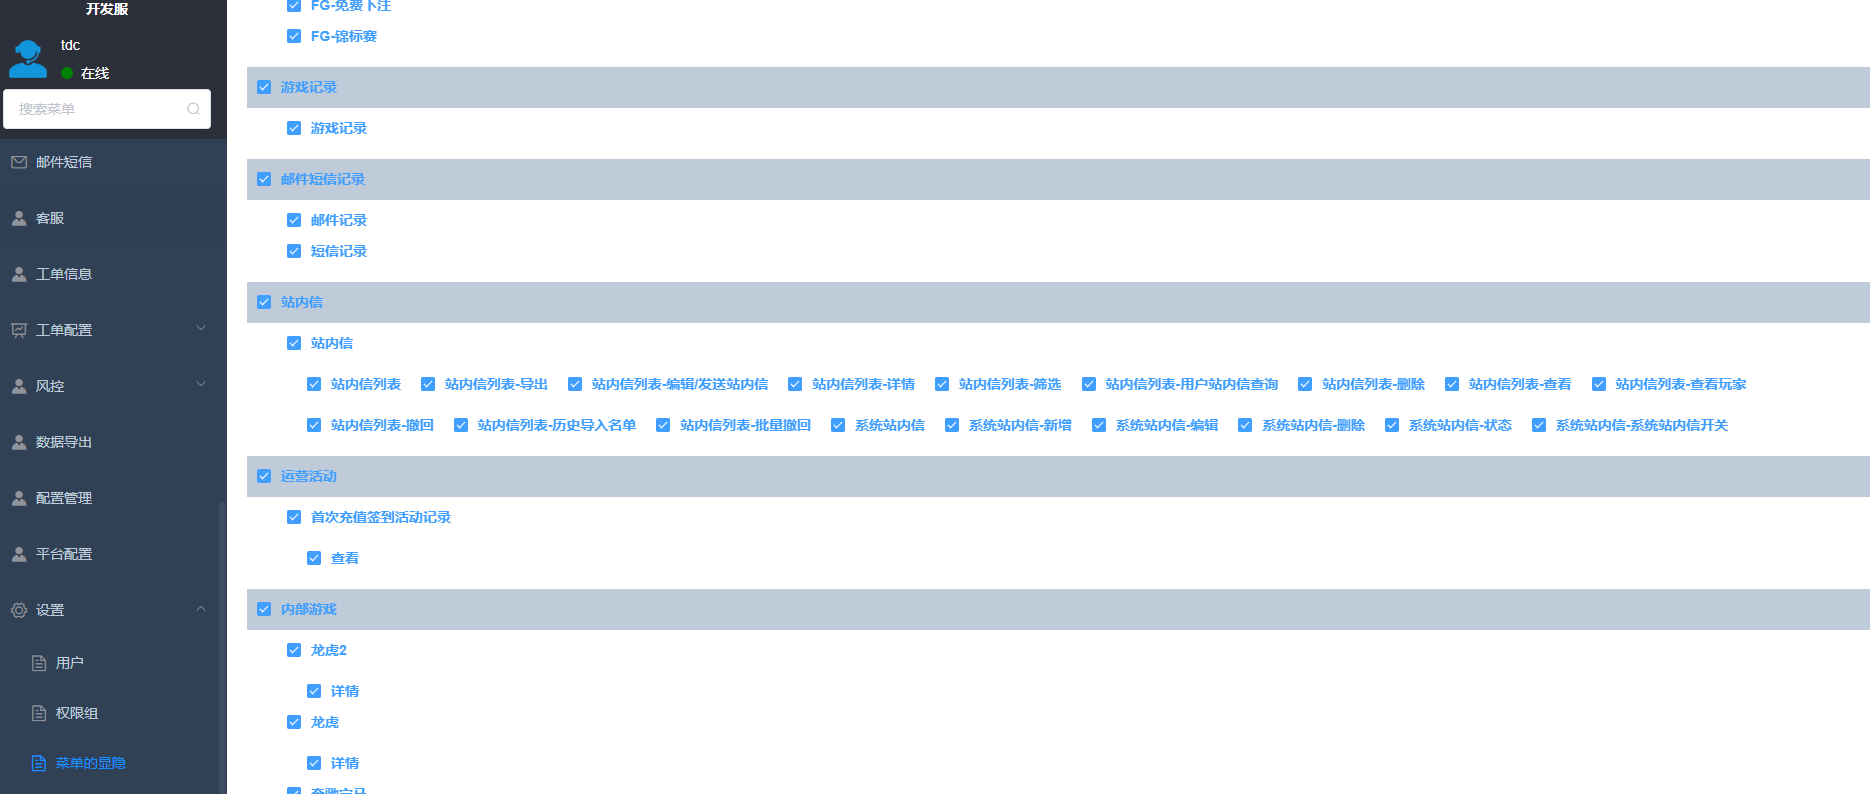 开发服
tdc
在线
搜索菜单
邮件短信
客服
工单信息
工单配置
风控
数据导出
配置管理
平台配置
设置
用户
权限组
菜单的显隐
FG-免费下注
FG-锦标赛
游戏记录
游戏记录
邮件短信记录
邮件记录
短信记录
站内信
站内信
站内信列表 站内信列表-导出 站内信列表-编辑/发送站内信 站内信列表-详情 站内信列表-筛选 站内信列表-用户站内信查询 站内信列表-删除 站内信列表-查看 站内信列表-查看玩家
站内信列表-撤回 站内信列表-历史导入名单 站内信列表-批量撤回 系统站内信 系统站内信-新增 系统站内信-编辑 系统站内信-删除 系统站内信-状态 系统站内信-系统站内信开关
运营活动
首次充值签到活动记录
查看
内部游戏
龙虎2
详情
龙虎
详情
奔驰宝马